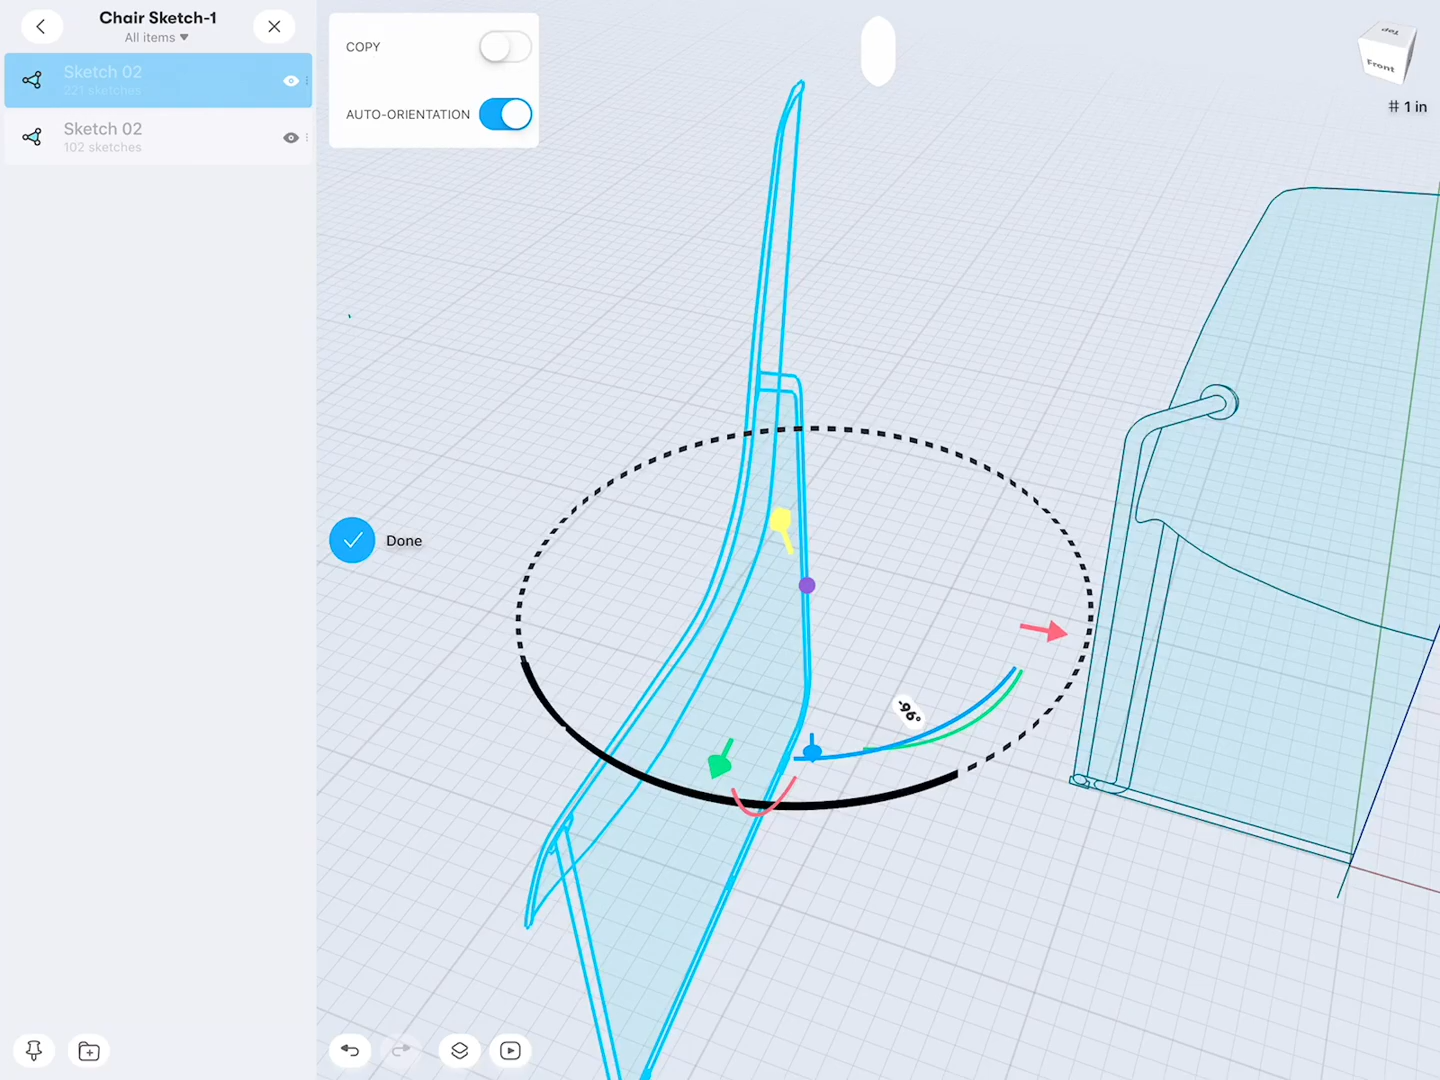 Chair Sketch-1
All items ▼
Sketch 02
221 sketches
Sketch 02
102 sketches
COPY
AUTO-ORIENTATION
Top
Front
# 1 in
Done
-96°